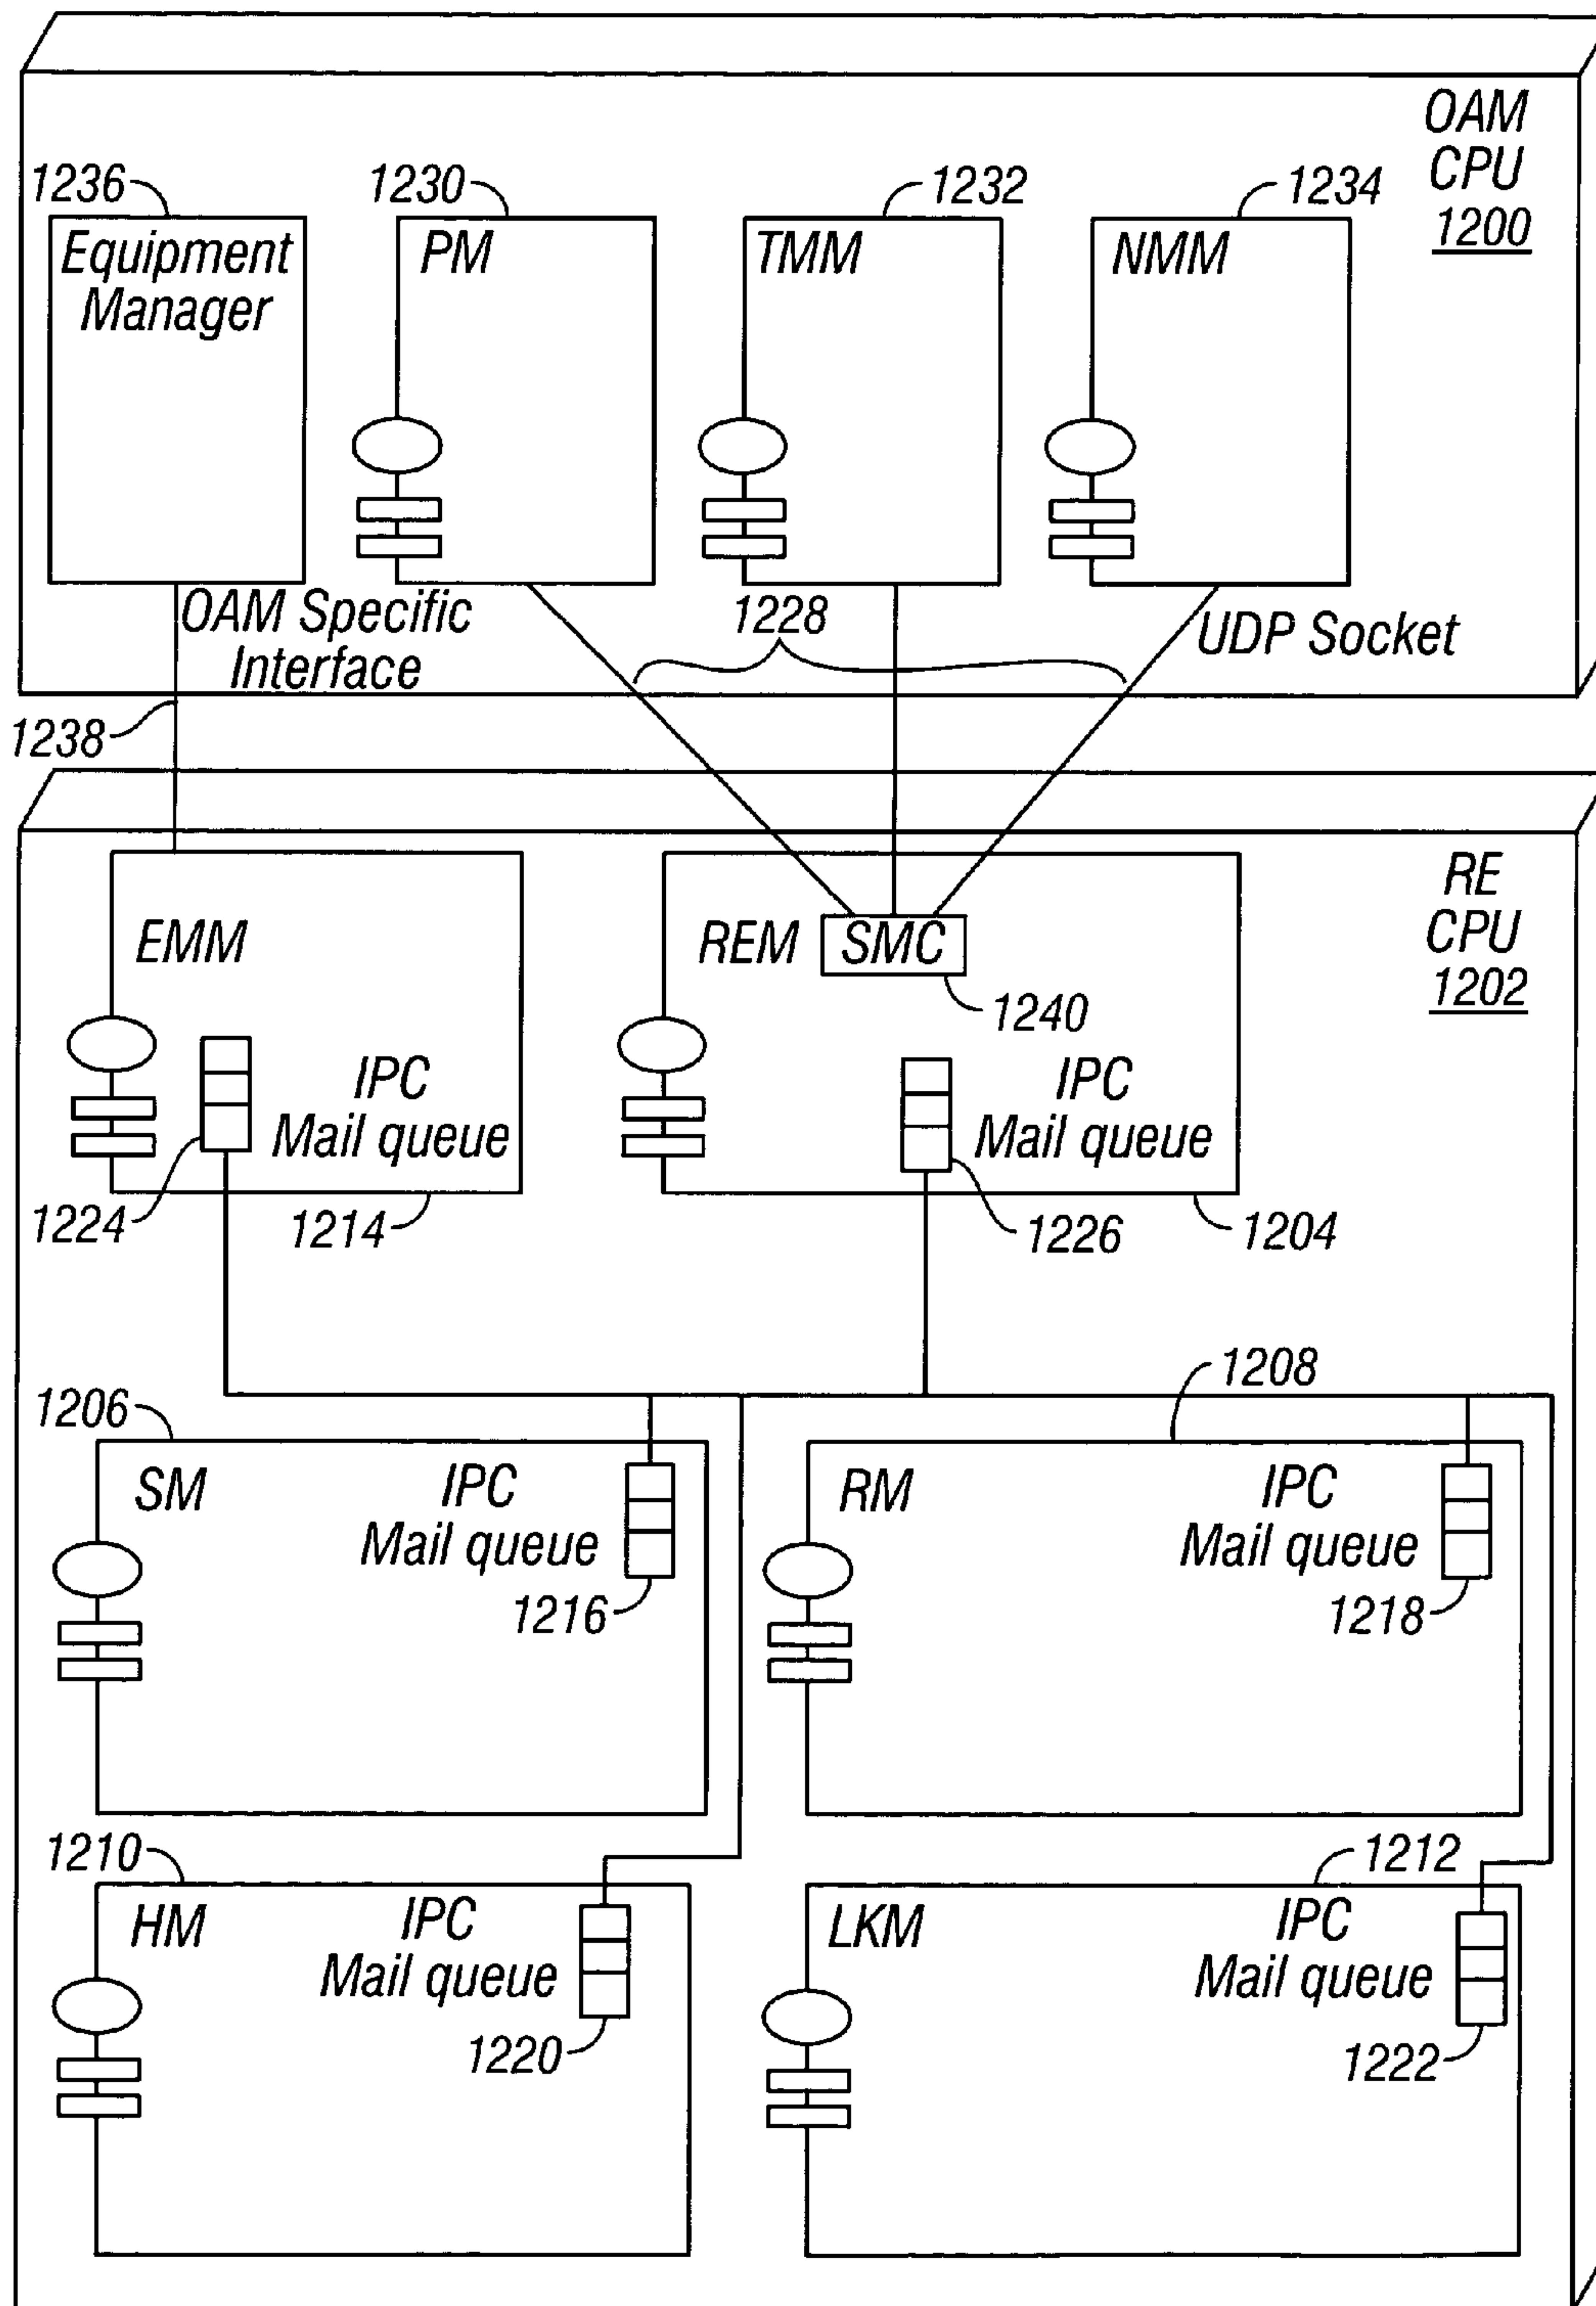 OAM
CPU
1200
1236
1230
1232
1234
Equipment
Manager
PM
TMM
NMM
OAM Specific
Interface
1228
UDP Socket
1238
RE
CPU
1202
EMM
REM
SMC
1240
IPC
Mail queue
IPC
Mail queue
1224
1214
1226
1204
1206
1208
SM
IPC
Mail queue
1216
RM
IPC
Mail queue
1218
1210
1212
HM
IPC
Mail queue
1220
LKM
IPC
Mail queue
1222